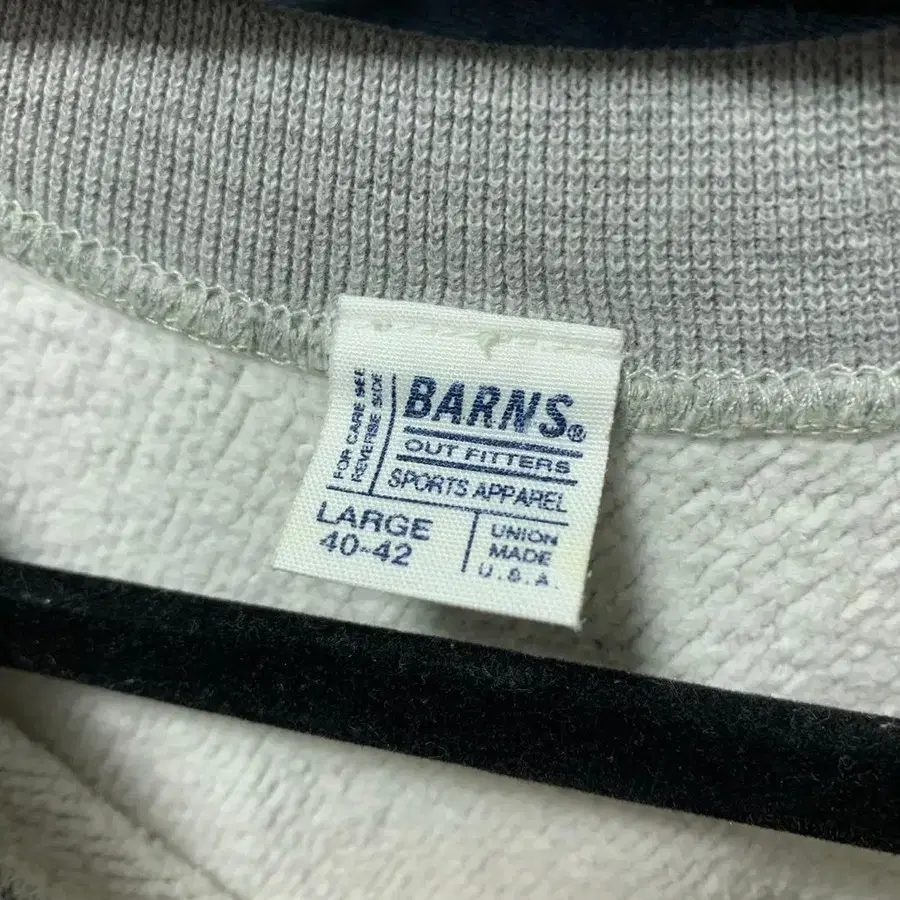 FOR CARE SEE
REVERSE SIDE
BARNS®
OUT FITTERS
SPORTS APPAREL
LARGE
40-42
UNION
MADE
U.S.A.